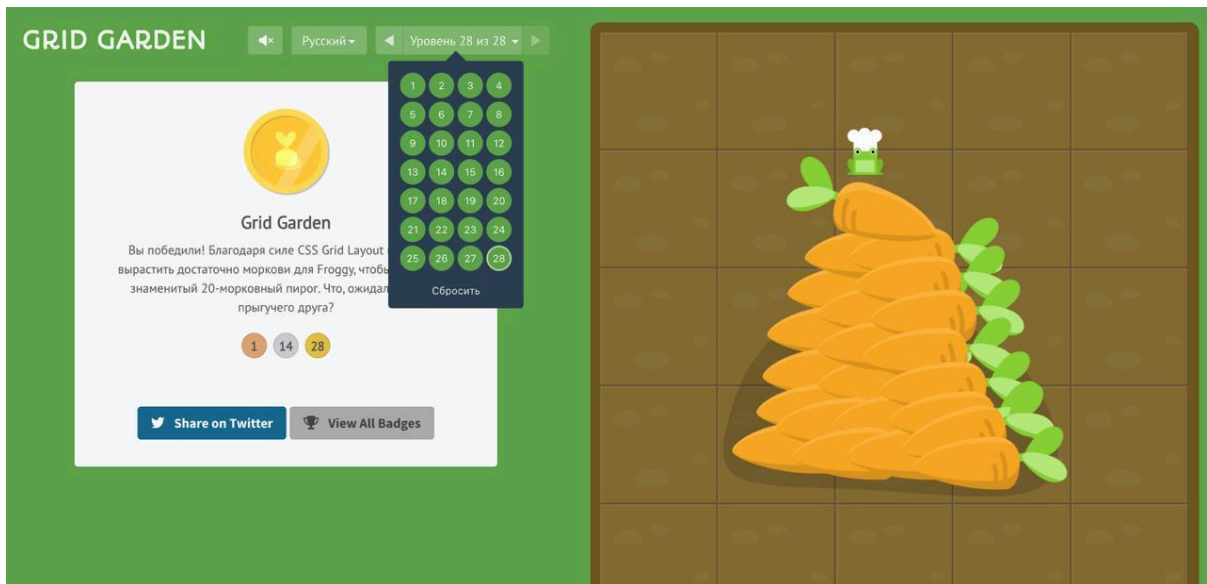 GRID GARDEN
Русский
Уровень 28 из 28
1 2 3 4
5 6 7 8
9 10 11 12
13 14 15 16
17 18 19 20
21 22 23 24
25 26 27 28
Сбросить
Grid Garden
Вы победили! Благодаря силе CSS Grid Layout
вырастить достаточно моркови для Froggy,
знаменитый 20-морковный пирог. Что,
прыгучего друга?
1 14 28
Share on Twitter
View All Badges